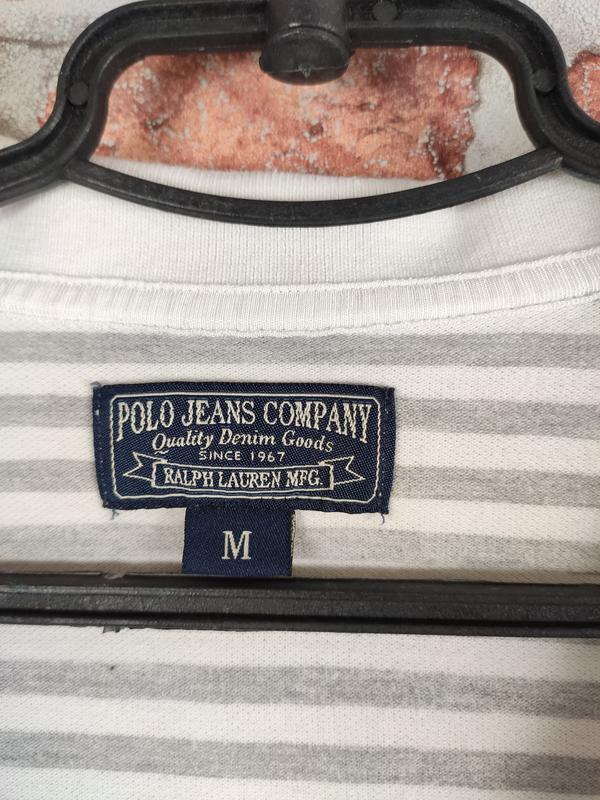 POLO JEANS COMPANY
Quality Denim Goods
SINCE 1967
RALPH LAUREN MFG.
M